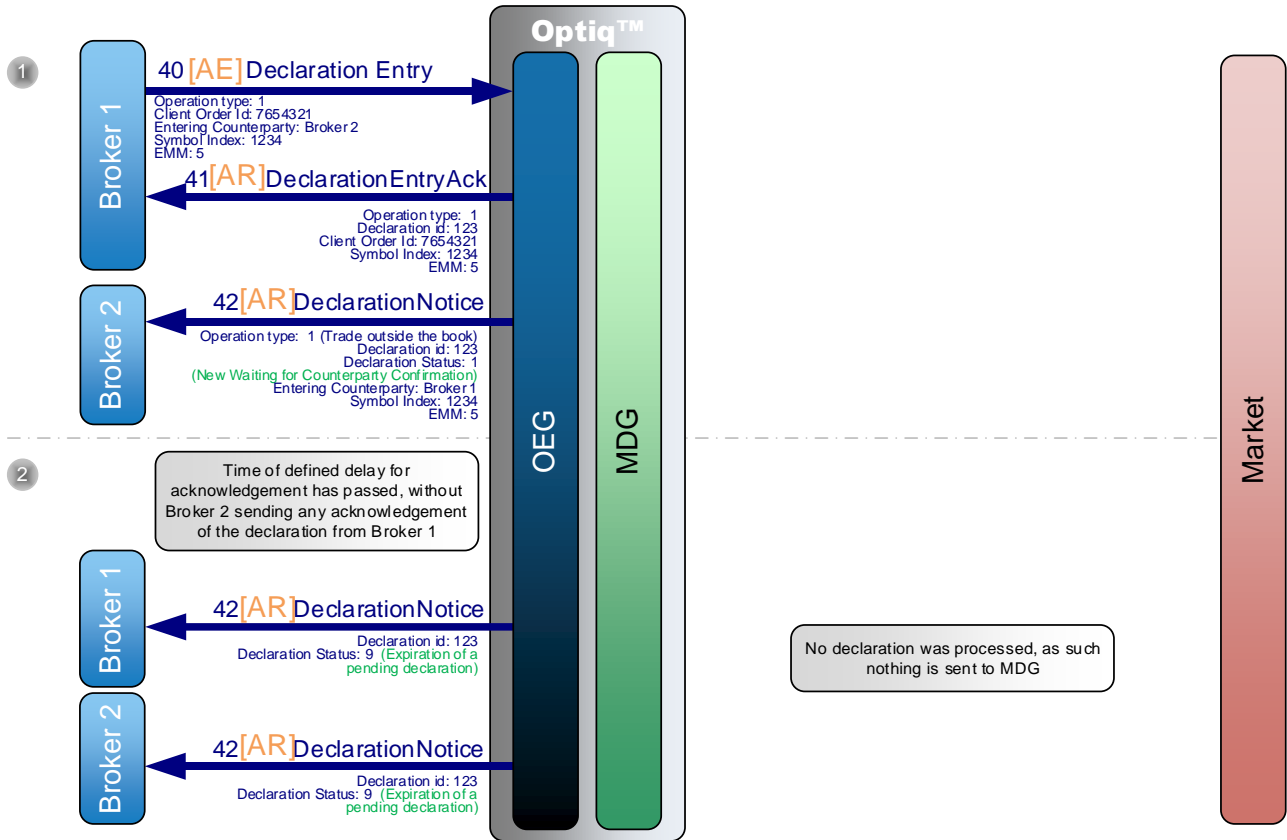 Optiq™
1
40 [AE] Declaration Entry
Operation type: 1
Client Order Id: 7654321
Entering Counterparty: Broker 2
Symbol Index: 1234
EMM: 5
Broker 1
41 [AR] DeclarationEntryAck
Operation type: 1
Declaration id: 123
Client Order Id: 7654321
Symbol Index: 1234
EMM: 5
Broker 2
42 [AR] DeclarationNotice
Operation type: 1 (Trade outside the book)
Declaration id: 123
Declaration Status: 1
(New Waiting for Counterparty Confirmation)
Entering Counterparty: Broker 1
Symbol Index: 1234
EMM: 5
OEG
MDG
Market
2
Time of defined delay for
acknowledgement has passed, without
Broker 2 sending any acknowledgement
of the declaration from Broker 1
Broker 1
42 [AR] DeclarationNotice
Declaration id: 123
Declaration Status: 9 (Expiration of a
pending declaration)
No declaration was processed, as such
nothing is sent to MDG
Broker 2
42 [AR] DeclarationNotice
Declaration id: 123
Declaration Status: 9 (Expiration of a
pending declaration)